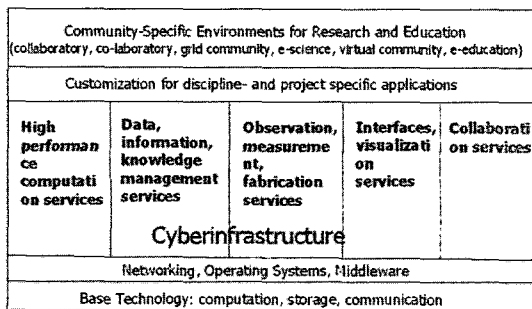 Community-Specific Environments for Research and Education
(collaboratory, co-laboratory, grid community, e-science, virtual community, e-education)
Customization for discipline- and project specific applications
High
performan
ce
computati
on services
Data,
information,
knowledge
management
services
Observation,
measureme
nt,
fabrication
services
Interfaces,
visualizati
on
services
Collaborati
on services
Cyberinfrastructure
Networking, Operating Systems, Middleware
Base Technology: computation, storage, communication